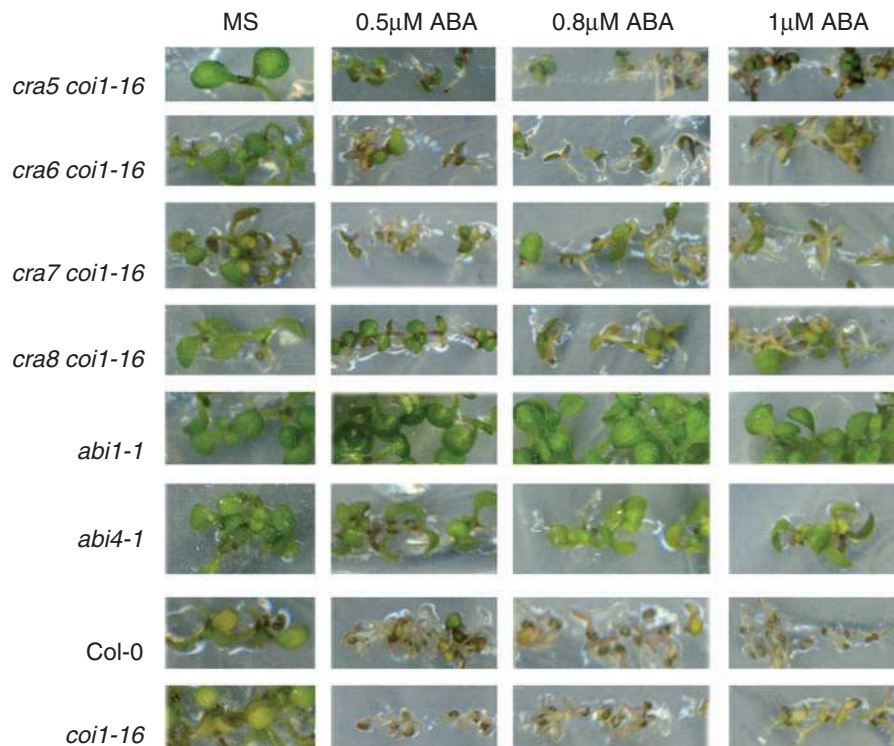 MS 0.5μM ABA 0.8μM ABA 1μM ABA
cra5 coi1-16
cra6 coi1-16
cra7 coi1-16
cra8 coi1-16
abi1-1
abi4-1
Col-0
coi1-16